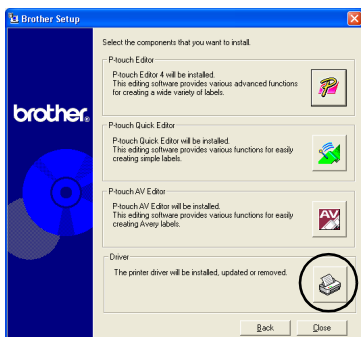 Brother Setup
Select the components that you want to install.
P-touch Editor
P-touch Editor 4 will be installed.
This editing software provides various advanced functions
for creating a wide variety of labels.
brother.
P-touch Quick Editor
P-touch Quick Editor will be installed.
This editing software provides various functions for easily
creating simple labels.
P-touch AV Editor
P-touch AV Editor will be installed.
This editing software provides various functions for easily
creating Avery labels.
AV
Driver
The printer driver will be installed, updated or removed.
Back Close